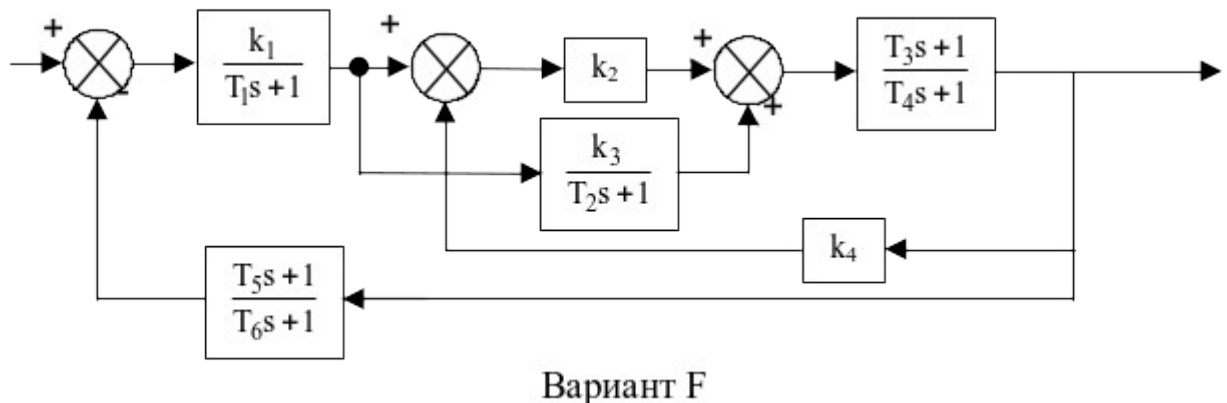 + k₁ + + T₃s + 1
T₁s + 1 k₂ T₄s + 1
- +
k₃
T₂s + 1
k₄
T₅s + 1
T₆s + 1
Вариант F